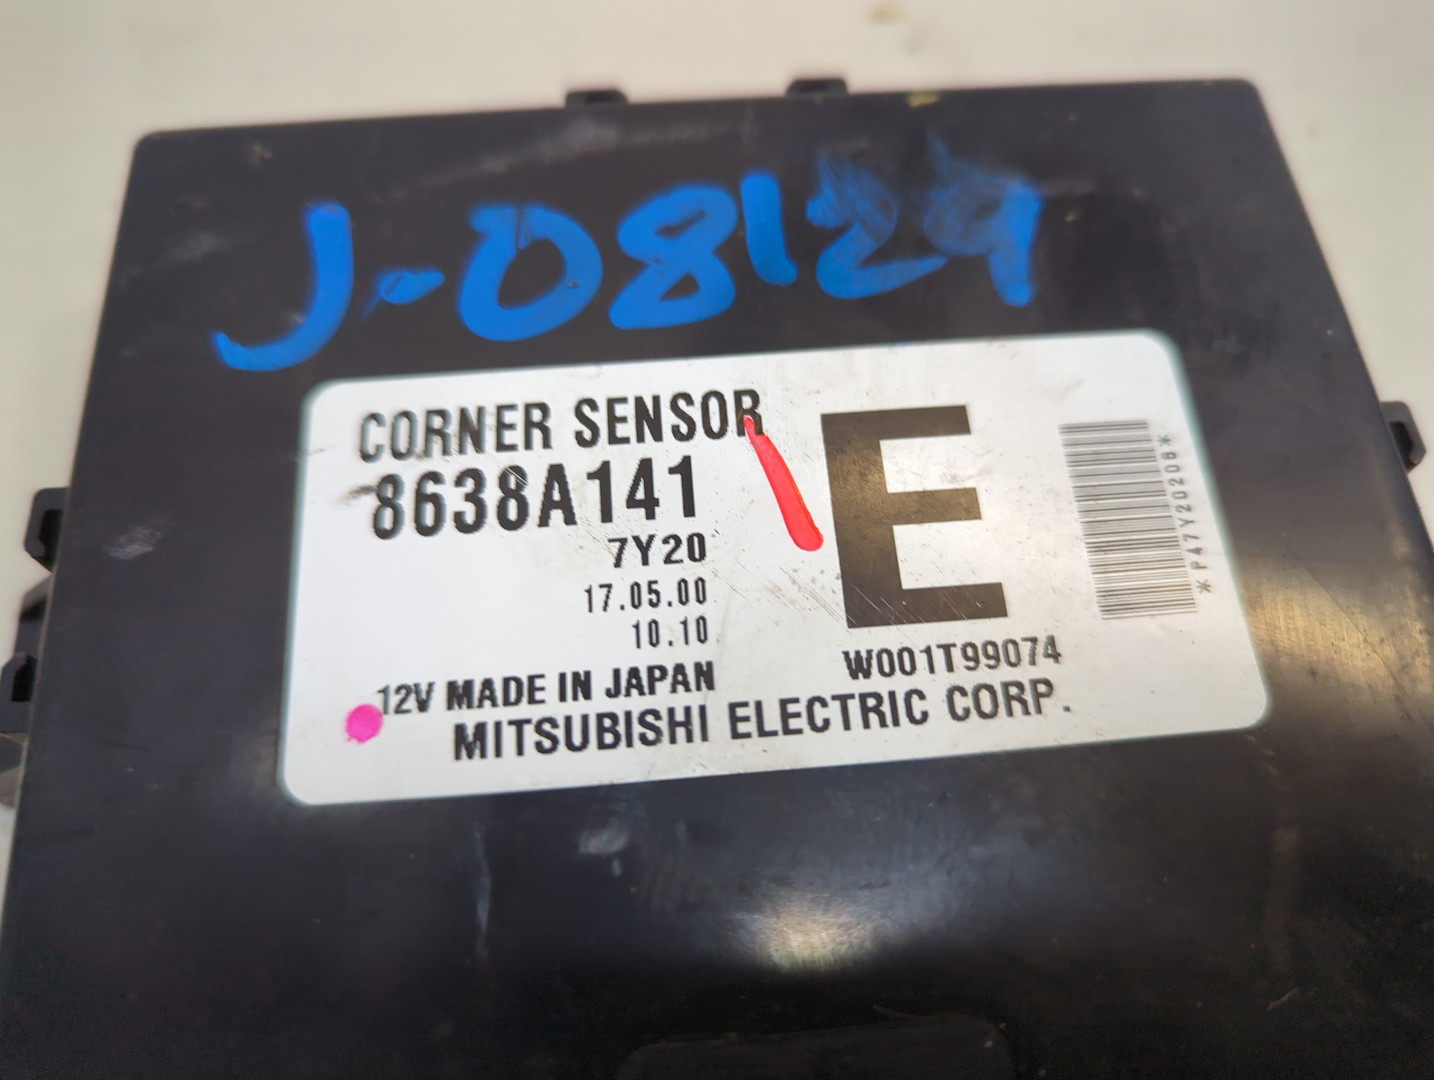 J-08129
CORNER SENSOR
8638A141
7Y20
17.05.00
10.10
12V MADE IN JAPAN
MITSUBISHI ELECTRIC CORP.
E
W001T99074
*P47Y20208*